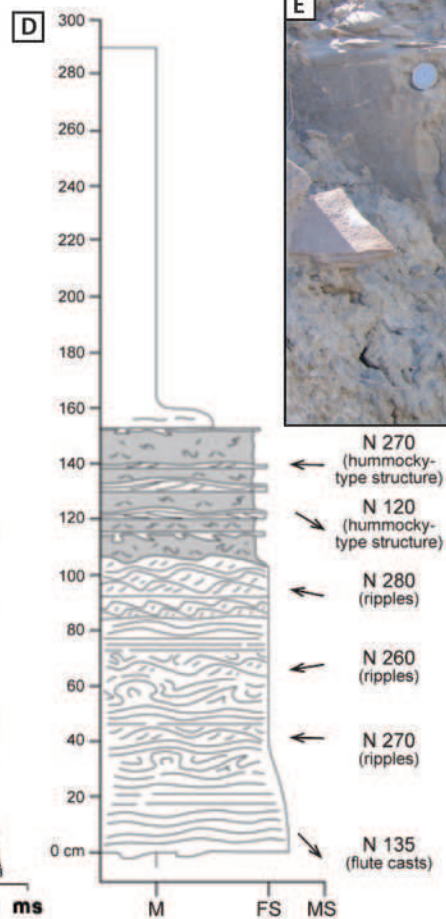 D
300
280
260
240
220
200
180
160
140
120
100
80
60
40
20
0 cm
M
FS
MS
ms
E
N 270
(hummocky-
type structure)
N 120
(hummocky-
type structure)
N 280
(ripples)
N 260
(ripples)
N 270
(ripples)
N 135
(flute casts)